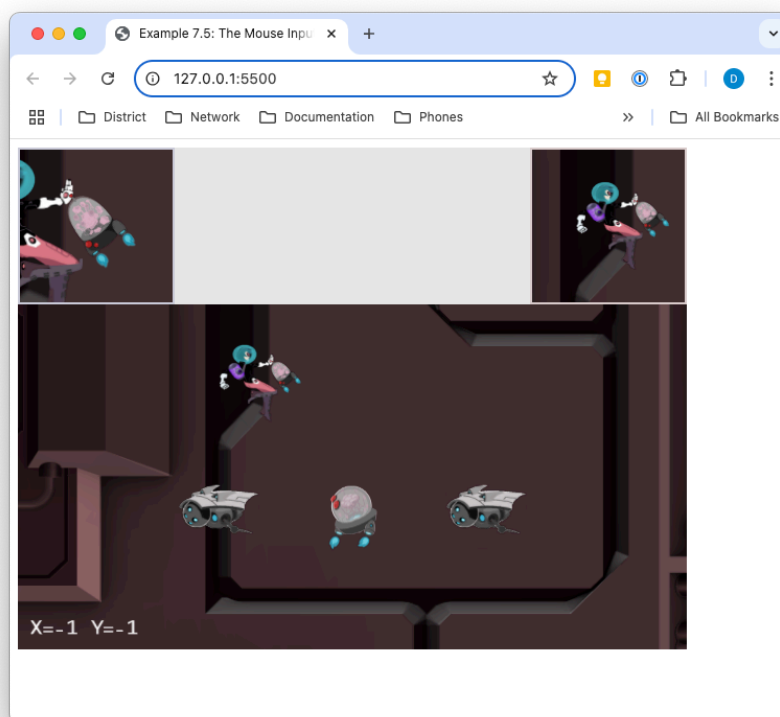 Example 7.5: The Mouse Inpu
127.0.0.1:5500
D
District Network Documentation Phones All Bookmarks
X=-1 Y=-1